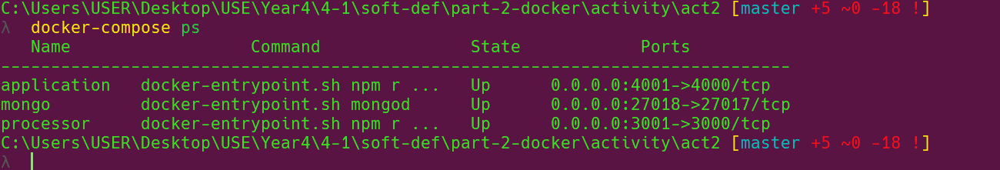 C:\Users\USER\Desktop\USE\Year4\4-1\soft-def\part-2-docker\activity\act2 [master +5 ~0 -18 !]
λ  docker-compose ps
   Name                  Command               State            Ports
-------------------------------------------------------------------------------
application   docker-entrypoint.sh npm r ...   Up      0.0.0.0:4001->4000/tcp
mongo         docker-entrypoint.sh mongod      Up      0.0.0.0:27018->27017/tcp
processor     docker-entrypoint.sh npm r ...   Up      0.0.0.0:3001->3000/tcp
C:\Users\USER\Desktop\USE\Year4\4-1\soft-def\part-2-docker\activity\act2 [master +5 ~0 -18 !]
λ